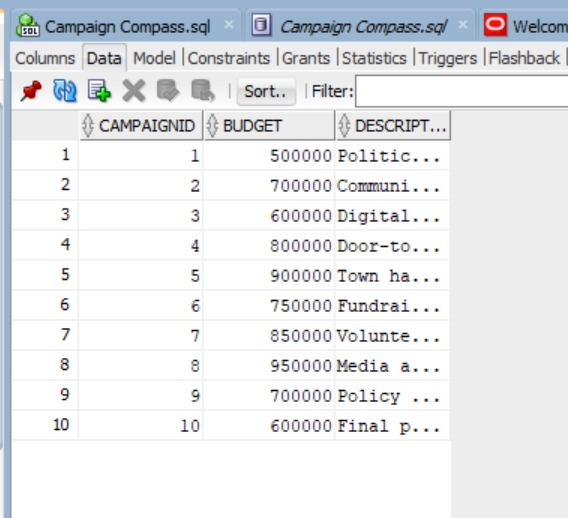 Campaign Compass.sql × Campaign Compass.sql × Welcom
Columns Data Model Constraints Grants Statistics Triggers Flashback
Sort.. Filter:
CAMPAIGNID BUDGET DESCRIPT...
1 1 500000 Politic...
2 2 700000 Communi...
3 3 600000 Digital...
4 4 800000 Door-to...
5 5 900000 Town ha...
6 6 750000 Fundrai...
7 7 850000 Volunte...
8 8 950000 Media a...
9 9 700000 Policy ...
10 10 600000 Final p...